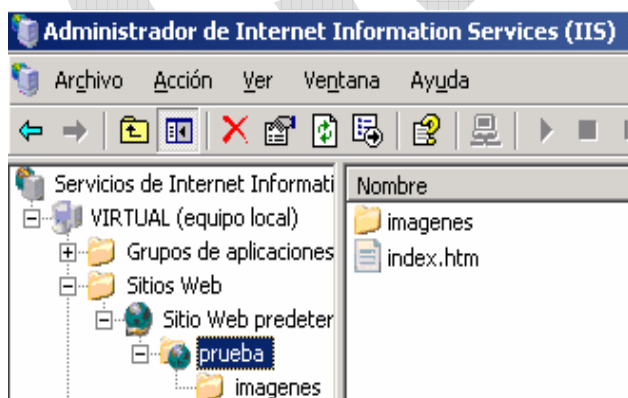 Administrador de Internet Information Services (IIS)
Archivo Acción Ver Ventana Ayuda
Servicios de Internet Informati
Nombre
VIRTUAL (equipo local)
imagenes
Grupos de aplicaciones
index.htm
Sitios Web
Sitio Web predeter
prueba
imagenes